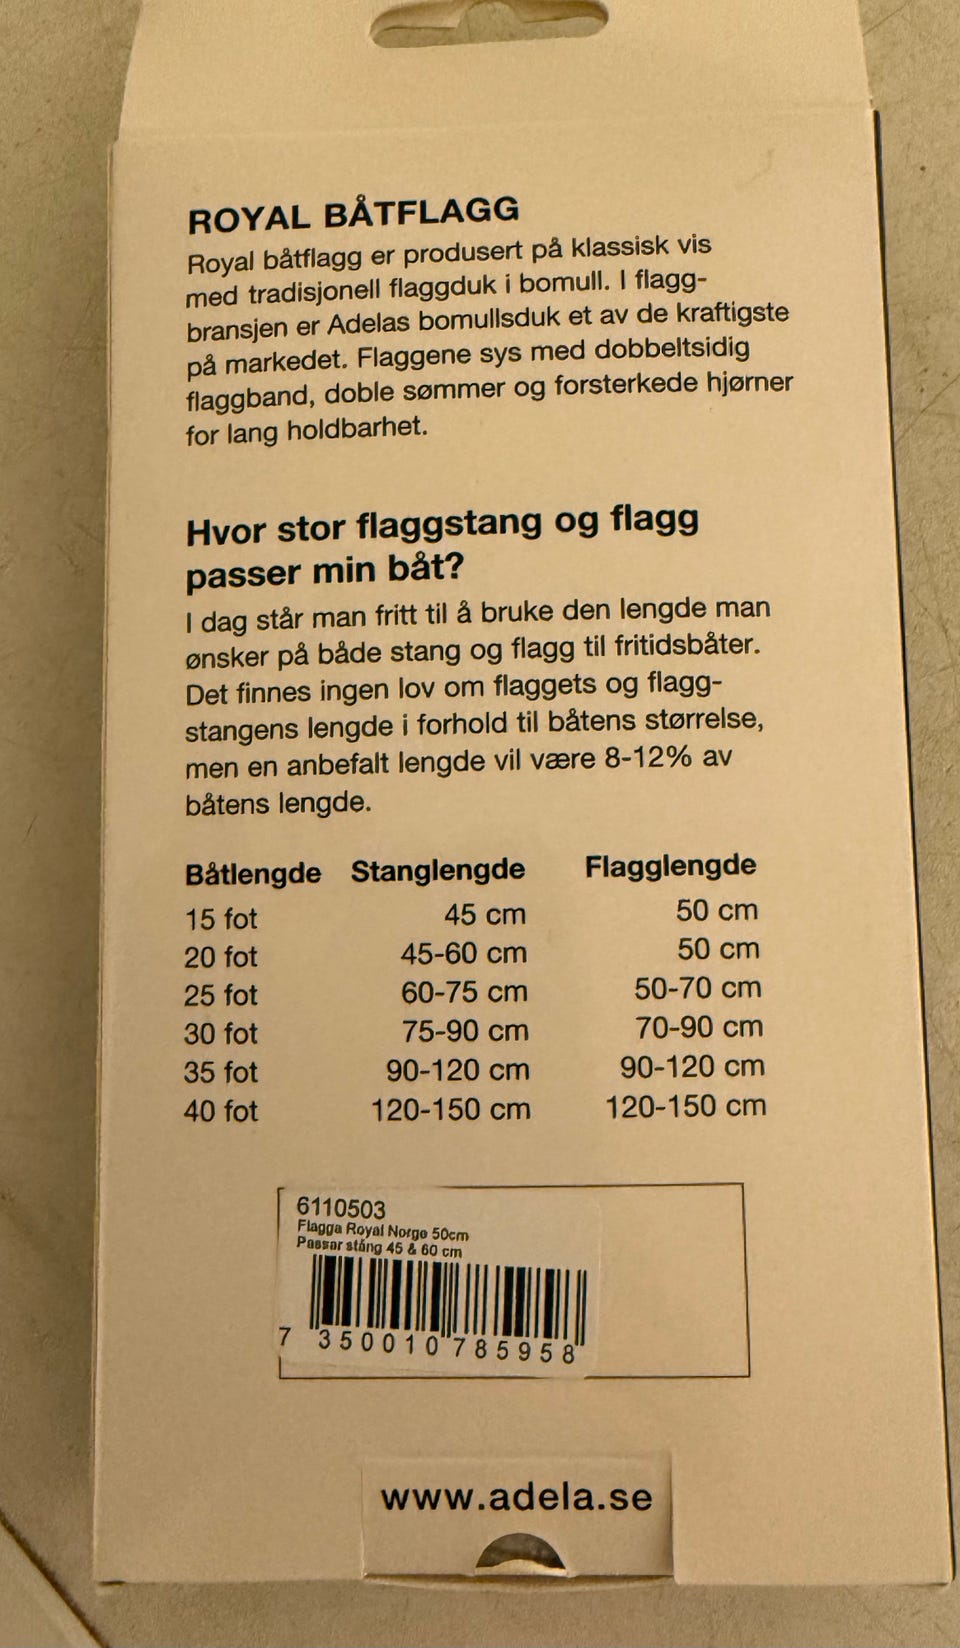 ROYAL BÅTFLAGG
Royal båtflagg er produsert på klassisk vis
med tradisjonell flaggduk i bomull. I flagg-
bransjen er Adelas bomullsduk et av de kraftigste
på markedet. Flaggene sys med dobbeltsidig
flaggband, doble sømmer og forsterkede hjørner
for lang holdbarhet.
Hvor stor flaggstang og flagg
passer min båt?
I dag står man fritt til å bruke den lengde man
ønsker på både stang og flagg til fritidsbåter.
Det finnes ingen lov om flaggets og flagg-
stangens lengde i forhold til båtens størrelse,
men en anbefalt lengde vil være 8-12% av
båtens lengde.
Båtlengde Stanglengde Flagglengde
15 fot 45 cm 50 cm
20 fot 45-60 cm 50 cm
25 fot 60-75 cm 50-70 cm
30 fot 75-90 cm 70-90 cm
35 fot 90-120 cm 90-120 cm
40 fot 120-150 cm 120-150 cm
6110503
Flagga Royal Norge 50cm
Passar stång 45 & 60 cm
7 350010 785958
www.adela.se